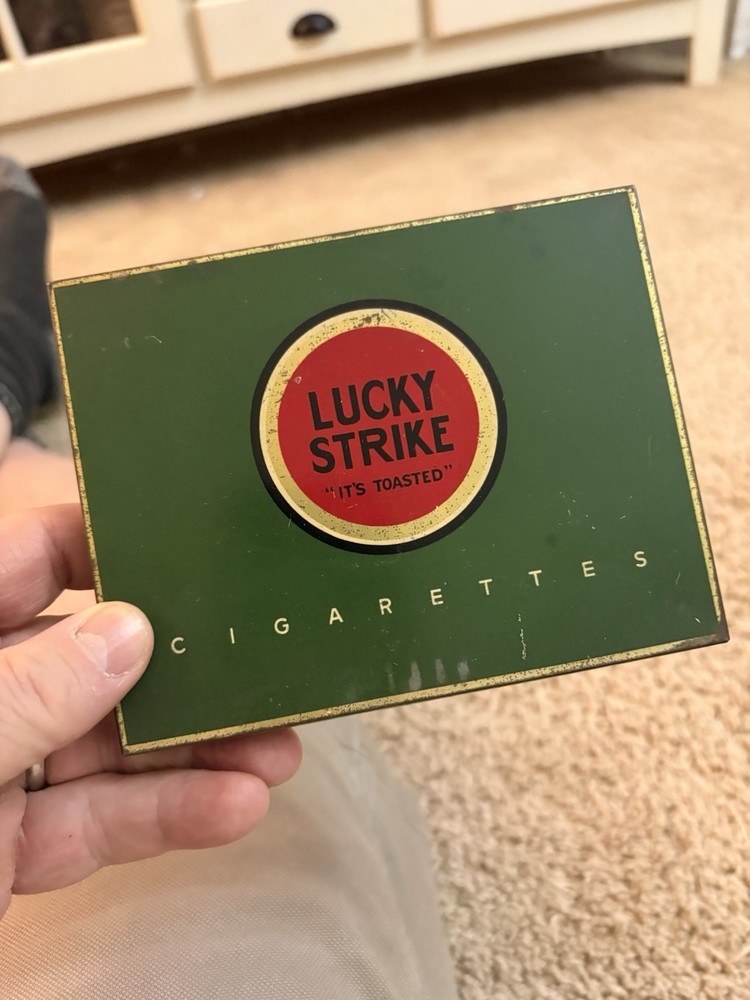 LUCKY
STRIKE
"IT'S TOASTED"
CIGARETTES